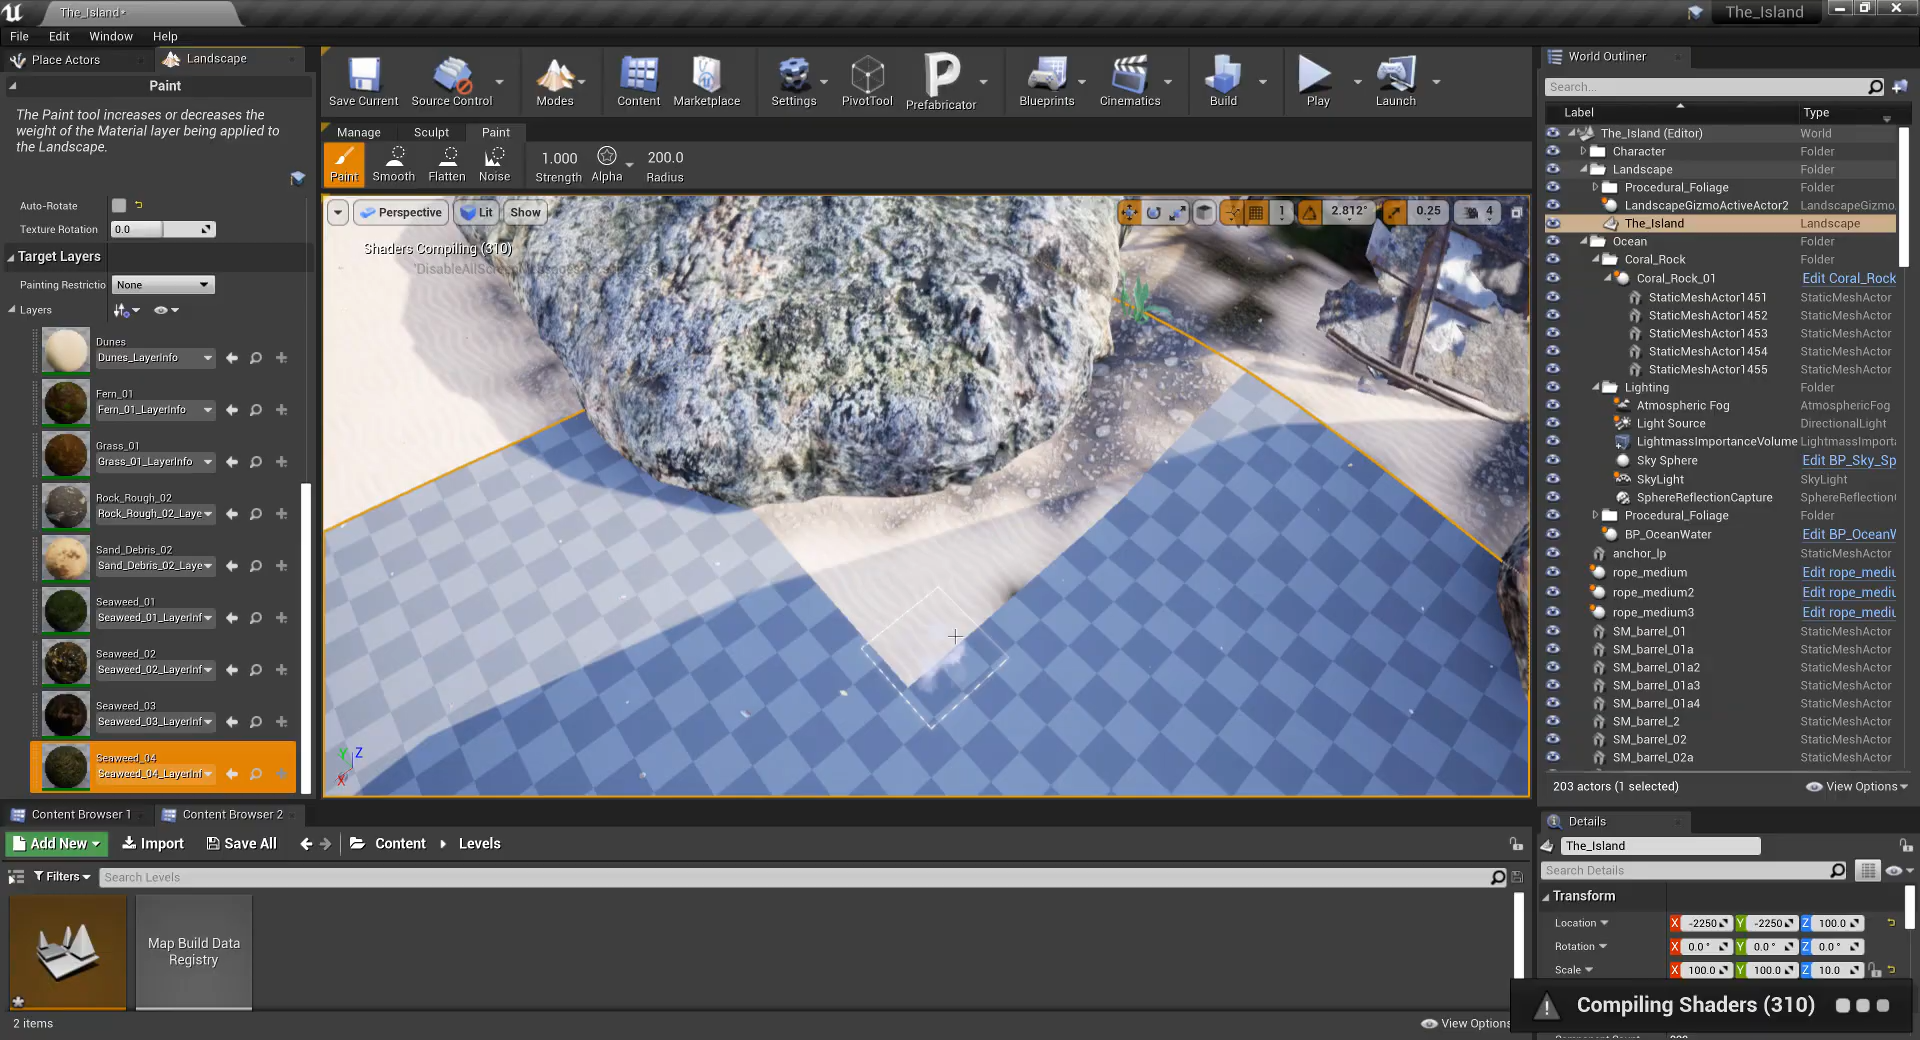 The_Island•
The_Island
File Edit Window Help
Place Actors
Landscape
Paint
The Paint tool increases or decreases the
weight of the Material layer being applied to
the Landscape.
Auto-Rotate
Texture Rotation 0.0
Target Layers
Painting Restrictio None
Layers
Dunes
Dunes_LayerInfo
Fern_01
Fern_01_LayerInfo
Grass_01
Grass_01_LayerInfo
Rock_Rough_02
Rock_Rough_02_Laye
Sand_Debris_02
Sand_Debris_02_Laye
Seaweed_01
Seaweed_01_LayerInf
Seaweed_02
Seaweed_02_LayerInf
Seaweed_03
Seaweed_03_LayerInf
Seaweed_04
Seaweed_04_LayerInf
Save Current Source Control Modes Content Marketplace Settings PivotTool Prefabricator Blueprints Cinematics Build Play Launch
Manage Sculpt Paint
Paint Smooth Flatten Noise
1.000 200.0
Strength Alpha Radius
Perspective Lit Show
1 2.812° 0.25 4
Shaders Compiling (310)
X Y Z
World Outliner
Search...
Label Type
The_Island (Editor) World
Character Folder
Landscape Folder
Procedural_Foliage Folder
LandscapeGizmoActiveActor2 LandscapeGizmo
The_Island Landscape
Ocean Folder
Coral_Rock Folder
Coral_Rock_01 Edit Coral_Rock
StaticMeshActor1451 StaticMeshActor
StaticMeshActor1452 StaticMeshActor
StaticMeshActor1453 StaticMeshActor
StaticMeshActor1454 StaticMeshActor
StaticMeshActor1455 StaticMeshActor
Lighting Folder
Atmospheric Fog AtmosphericFog
Light Source DirectionalLight
LightmassImportanceVolume LightmassImporta
Sky Sphere Edit BP_Sky_Sp
SkyLight SkyLight
SphereReflectionCapture SphereReflection
Procedural_Foliage Folder
BP_OceanWater Edit BP_OceanW
anchor_lp StaticMeshActor
rope_medium Edit rope_mediu
rope_medium2 Edit rope_mediu
rope_medium3 Edit rope_mediu
SM_barrel_01 StaticMeshActor
SM_barrel_01a StaticMeshActor
SM_barrel_01a2 StaticMeshActor
SM_barrel_01a3 StaticMeshActor
SM_barrel_01a4 StaticMeshActor
SM_barrel_2 StaticMeshActor
SM_barrel_02 StaticMeshActor
SM_barrel_02a StaticMeshActor
203 actors (1 selected) View Options
Content Browser 1
Content Browser 2
Add New Import Save All Content Levels
Filters Search Levels
Map Build Data
Registry
2 items View Options
Details
The_Island
Search Details
Transform
Location X -2250 Y -2250 Z 100.0
Rotation X 0.0° Y 0.0° Z 0.0°
Scale X 100.0 Y 100.0 Z 10.0
Compiling Shaders (310)